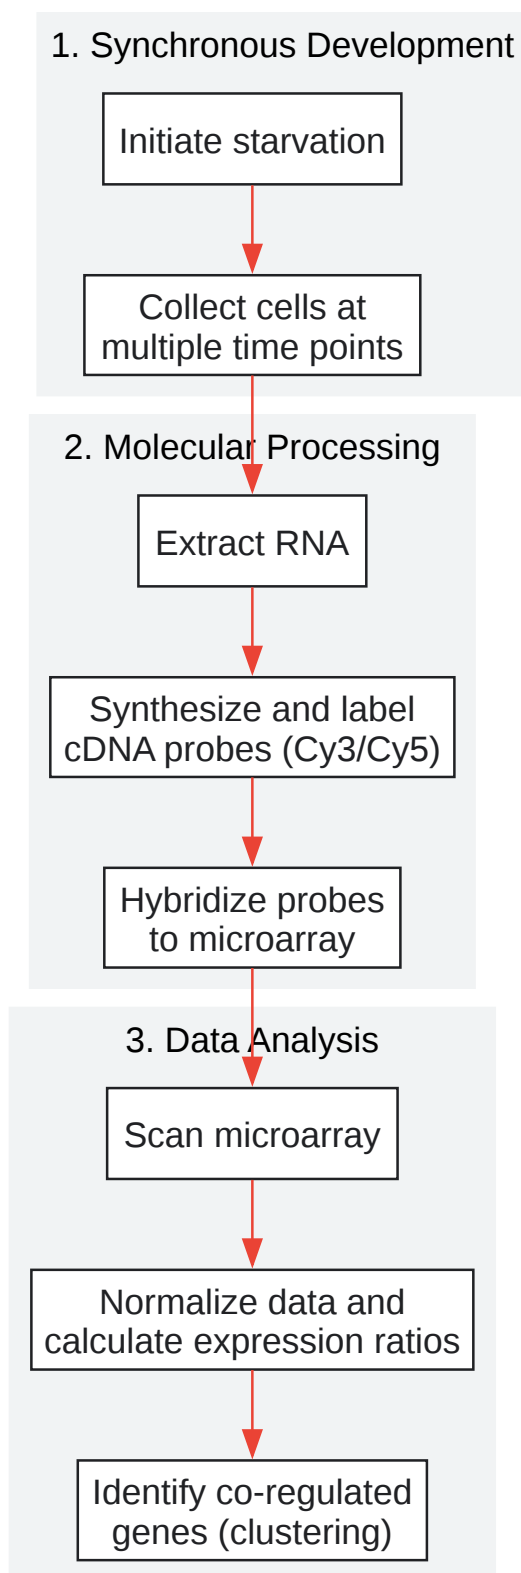 1. Synchronous Development
Initiate starvation
Collect cells at
multiple time points
2. Molecular Processing
Extract RNA
Synthesize and label
cDNA probes (Cy3/Cy5)
Hybridize probes
to microarray
3. Data Analysis
Scan microarray
Normalize data and
calculate expression ratios
Identify co-regulated
genes (clustering)